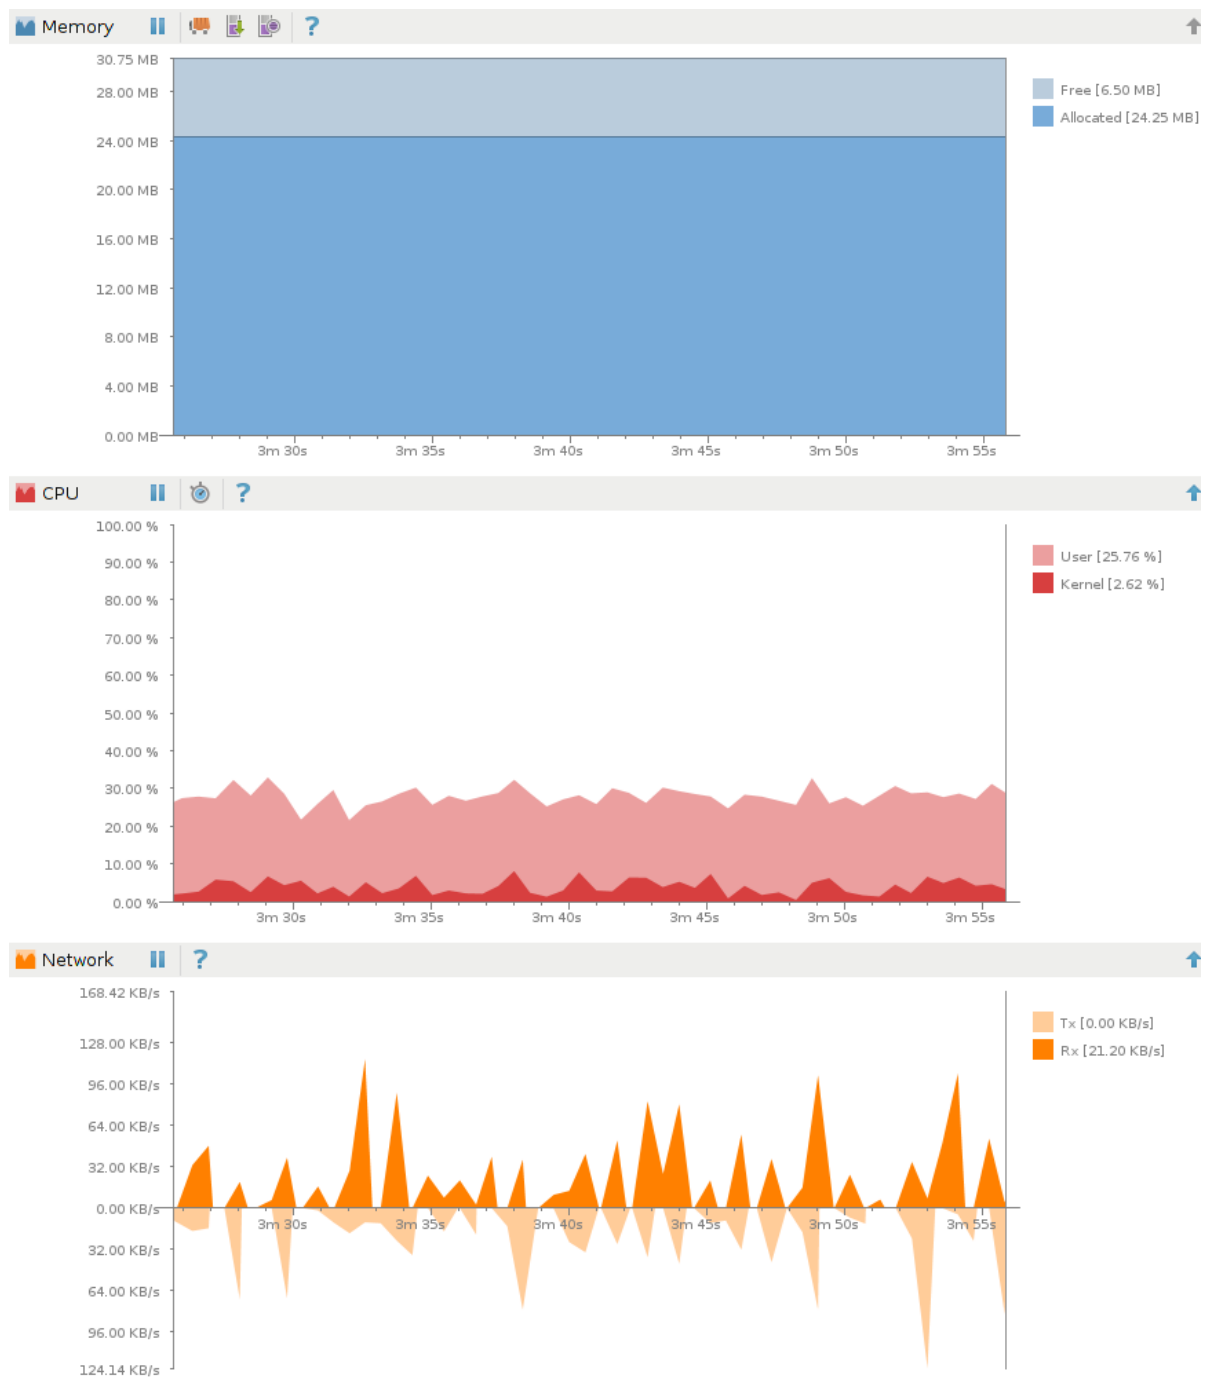 Memory ?
30.75 MB
28.00 MB
24.00 MB
20.00 MB
16.00 MB
12.00 MB
8.00 MB
4.00 MB
0.00 MB
3m 30s 3m 35s 3m 40s 3m 45s 3m 50s 3m 55s
Free [6.50 MB]
Allocated [24.25 MB]
CPU ?
100.00 %
90.00 %
80.00 %
70.00 %
60.00 %
50.00 %
40.00 %
30.00 %
20.00 %
10.00 %
0.00 %
3m 30s 3m 35s 3m 40s 3m 45s 3m 50s 3m 55s
User [25.76 %]
Kernel [2.62 %]
Network ?
168.42 KB/s
128.00 KB/s
96.00 KB/s
64.00 KB/s
32.00 KB/s
0.00 KB/s
3m 30s 3m 35s 3m 40s 3m 45s 3m 50s 3m 55s
32.00 KB/s
64.00 KB/s
96.00 KB/s
124.14 KB/s
Tx [0.00 KB/s]
Rx [21.20 KB/s]